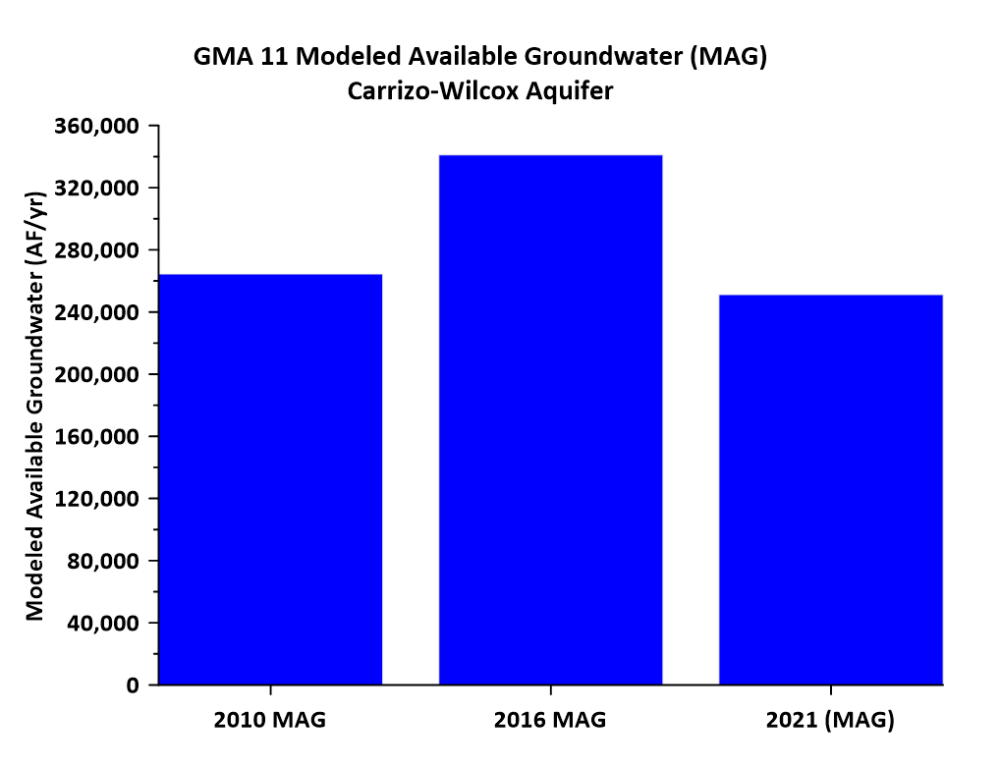 GMA 11 Modeled Available Groundwater (MAG)
Carrizo-Wilcox Aquifer
Modeled Available Groundwater (AF/yr)
360,000
320,000
280,000
240,000
200,000
160,000
120,000
80,000
40,000
0
2010 MAG
2016 MAG
2021 (MAG)